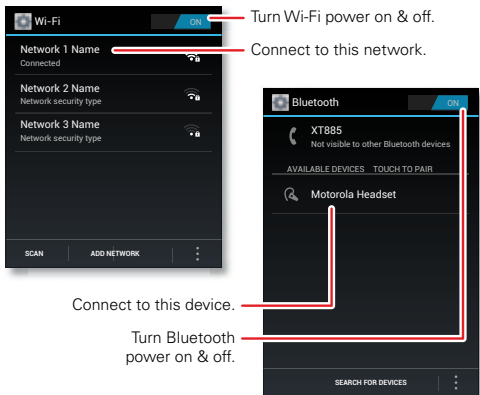 Wi-Fi
ON
Turn Wi-Fi power on & off.
Network 1 Name
Connected
Connect to this network.
Network 2 Name
Network security type
Network 3 Name
Network security type
SCAN
ADD NETWORK
Bluetooth
ON
XT885
Not visible to other Bluetooth devices
AVAILABLE DEVICES TOUCH TO PAIR
Motorola Headset
Connect to this device.
Turn Bluetooth
power on & off.
SEARCH FOR DEVICES